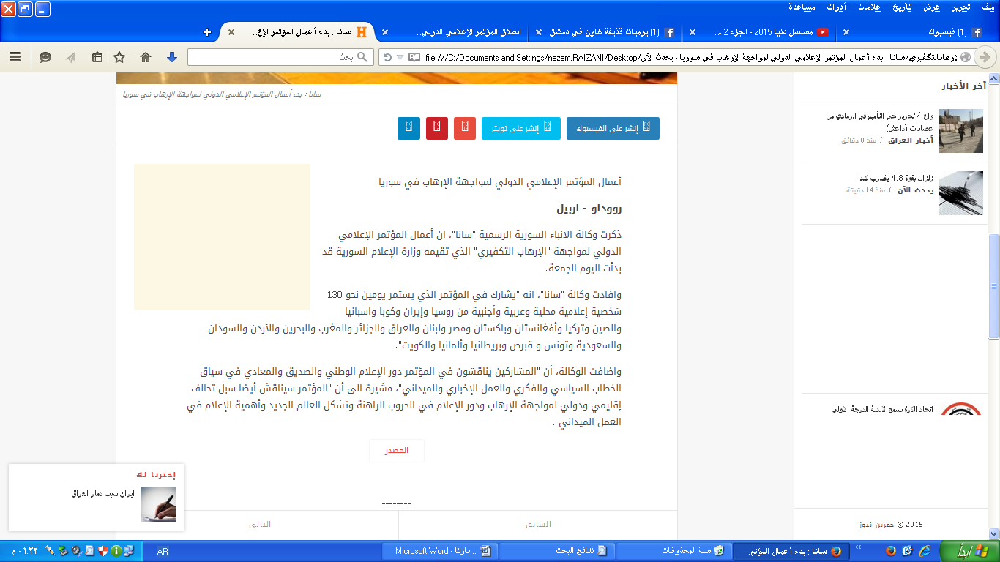 ملف تحرير عرض تأريخ علامات أدوات مساعدة
(1) فيسبوك
مسلسل دنيا 2015 - الجزء 2 م...
(1) يوميات قذيفة هاون في دمشق
انطلاق المؤتمر الإعلامي الدولي...
سانا : بدء أعمال المؤتمر الإع...
file:///C:/Documents and Settings/nezam.RAIZANI/Desktop/سانا بدء أعمال المؤتمر الإعلامي الدولي لمواجهة الإرهاب في سوريا - يحدث الآن/
ابحث
سانا : بدء أعمال المؤتمر الإعلامي الدولي لمواجهة الإرهاب في سوريا
إنشر على الفيسبوك
إنشر على تويتر
أعمال المؤتمر الإعلامي الدولي لمواجهة الإرهاب في سوريا
رووداو - اربيل
ذكرت وكالة الانباء السورية الرسمية "سانا"، ان أعمال المؤتمر الإعلامي
الدولي لمواجهة "الإرهاب التكفيري" الذي تقيمه وزارة الإعلام السورية قد
بدأت اليوم الجمعة.
وافادت وكالة "سانا"، انه "يشارك في المؤتمر الذي يستمر يومين نحو 130
شخصية إعلامية محلية وعربية وأجنبية من روسيا وإيران وكوبا واسبانيا
والصين وتركيا وأفغانستان وباكستان ومصر ولبنان والعراق والجزائر والمغرب والبحرين والأردن والسودان
والسعودية وتونس و قبرص وبريطانيا وألمانيا والكويت".
واضافت الوكالة، أن "المشاركين يناقشون في المؤتمر دور الإعلام الوطني والصديق والمعادي في سياق
الخطاب السياسي والفكري والعمل الإخباري والميداني"، مشيرة الى أن "المؤتمر سيناقش أيضا سبل تحالف
إقليمي ودولي لمواجهة الإرهاب ودور الإعلام في الحروب الراهنة وتشكل العالم الجديد وأهمية الإعلام في
العمل الميداني ....
المصدر
--------
السابق
التالى
آخر الأخبار
واع / تحرير حي التأميم في الرمادي من
عصابات (داعش)
أخبار العراق / منذ 8 دقائق
زلزال بقوة 4,8 يضرب
يحدث الآن / منذ 14 دقيقة
إتحاد الكرة يسمح لأندية الدرجة الأولى
2015 © حمرين نيوز
إخترنا لك
ايران سبب دمار العراق
ابدأ
سانا : بدء أعمال المؤتم...
سلة المحذوفات
نتائج البحث
بازتا - Microsoft Word...
AR
٠١:٢٢ م